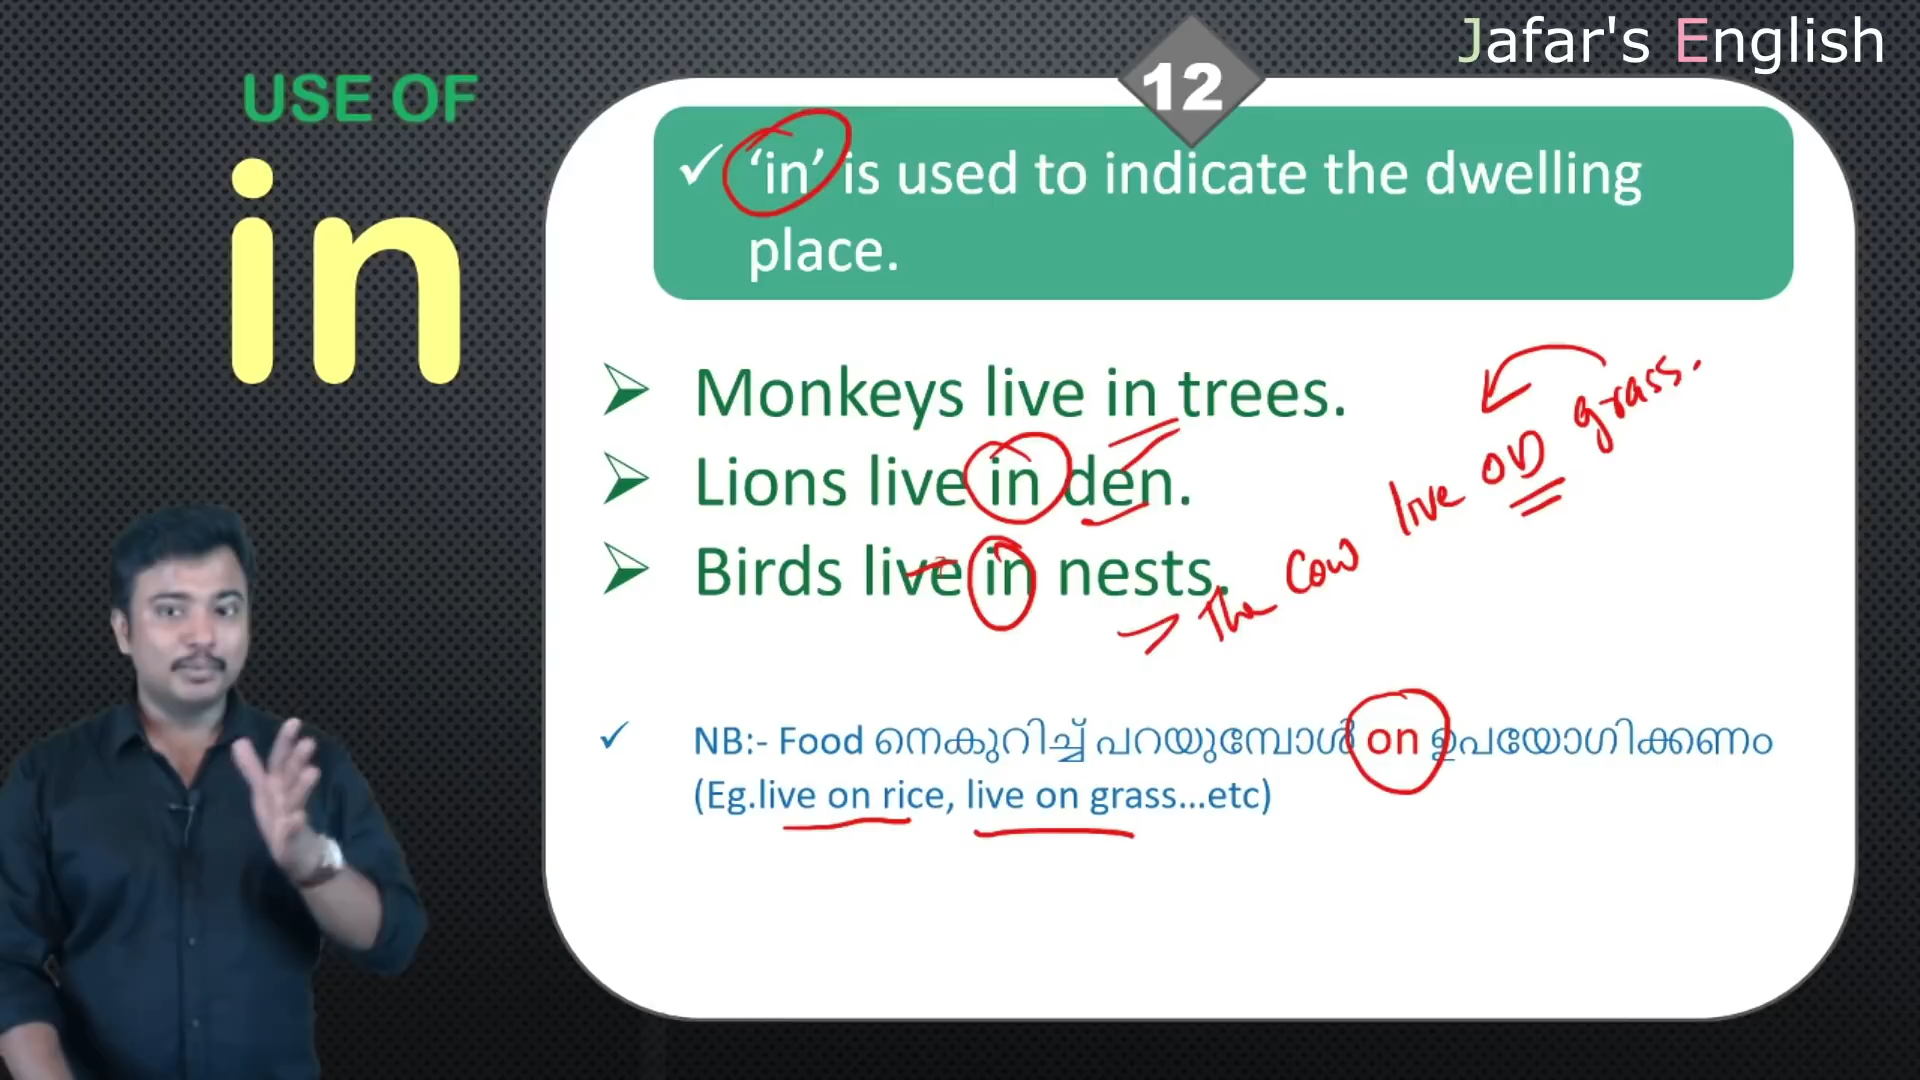 Jafar's English
USE OF
in
12
✓ ‘in’ is used to indicate the dwelling
place.
➢ Monkeys live in trees.
➢ Lions live in den.
➢ Birds live in nests.
→ The Cow live on grass.
✓ NB:- Food നെകുറിച്ച് പറയുമ്പോൾ on ഉപയോഗിക്കണം
(Eg.live on rice, live on grass...etc)